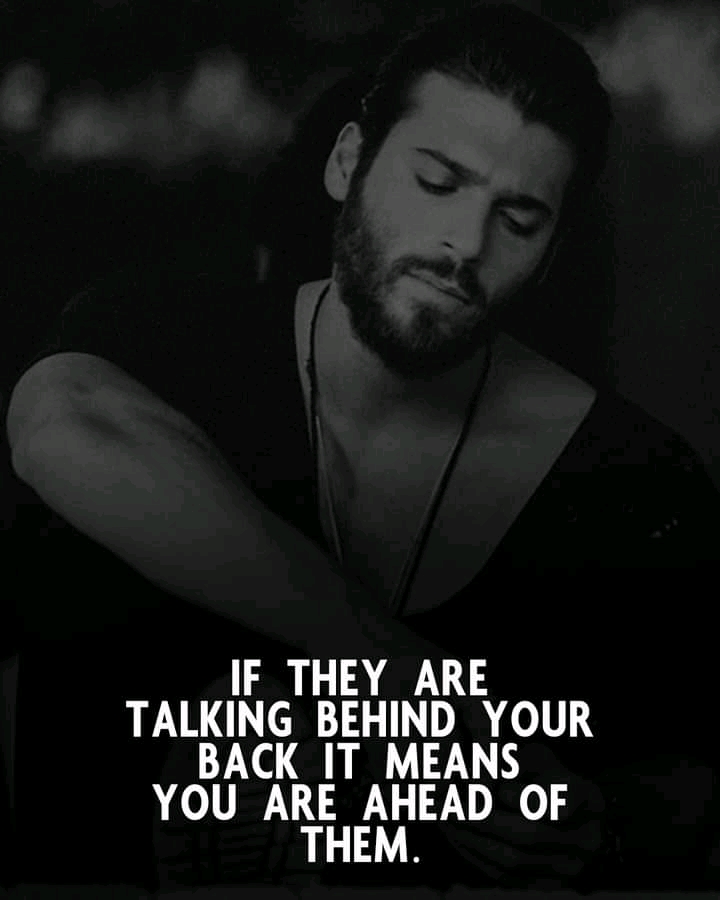 IF THEY ARE
TALKING BEHIND YOUR
BACK IT MEANS
YOU ARE AHEAD OF
THEM.